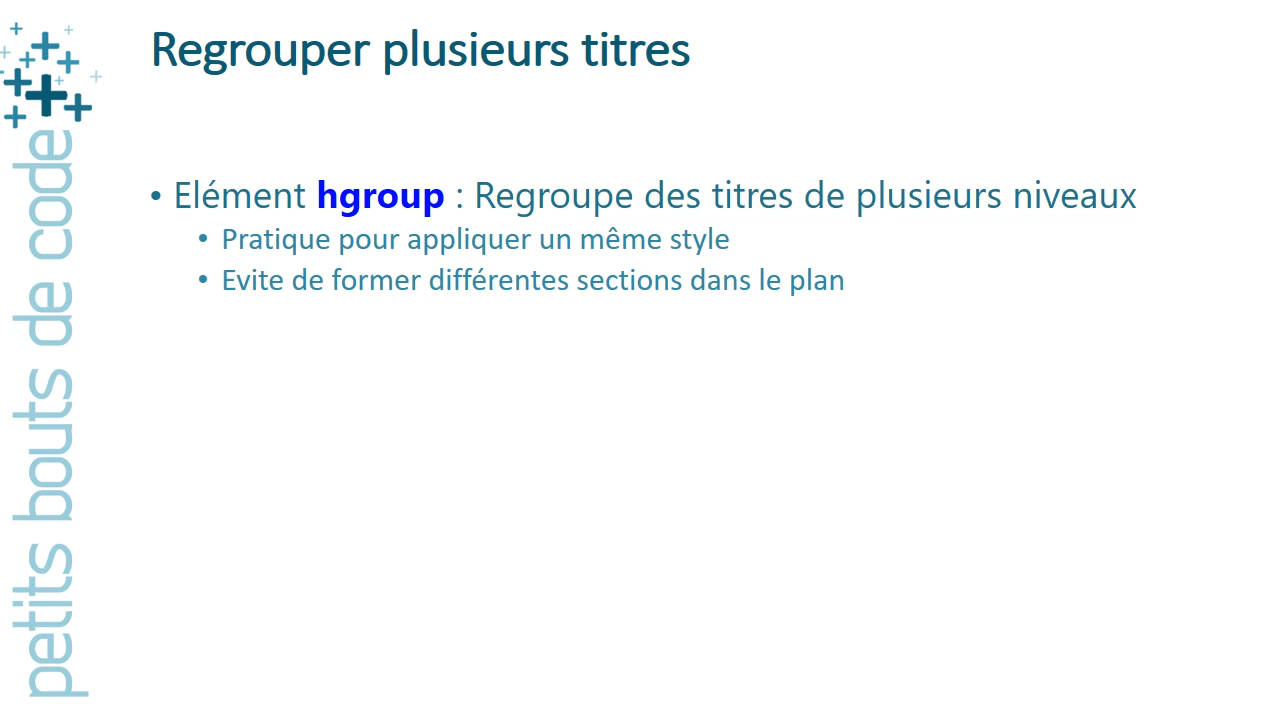 Regrouper plusieurs titres
• Elément hgroup : Regroupe des titres de plusieurs niveaux
• Pratique pour appliquer un même style
• Evite de former différentes sections dans le plan
petits bouts de code